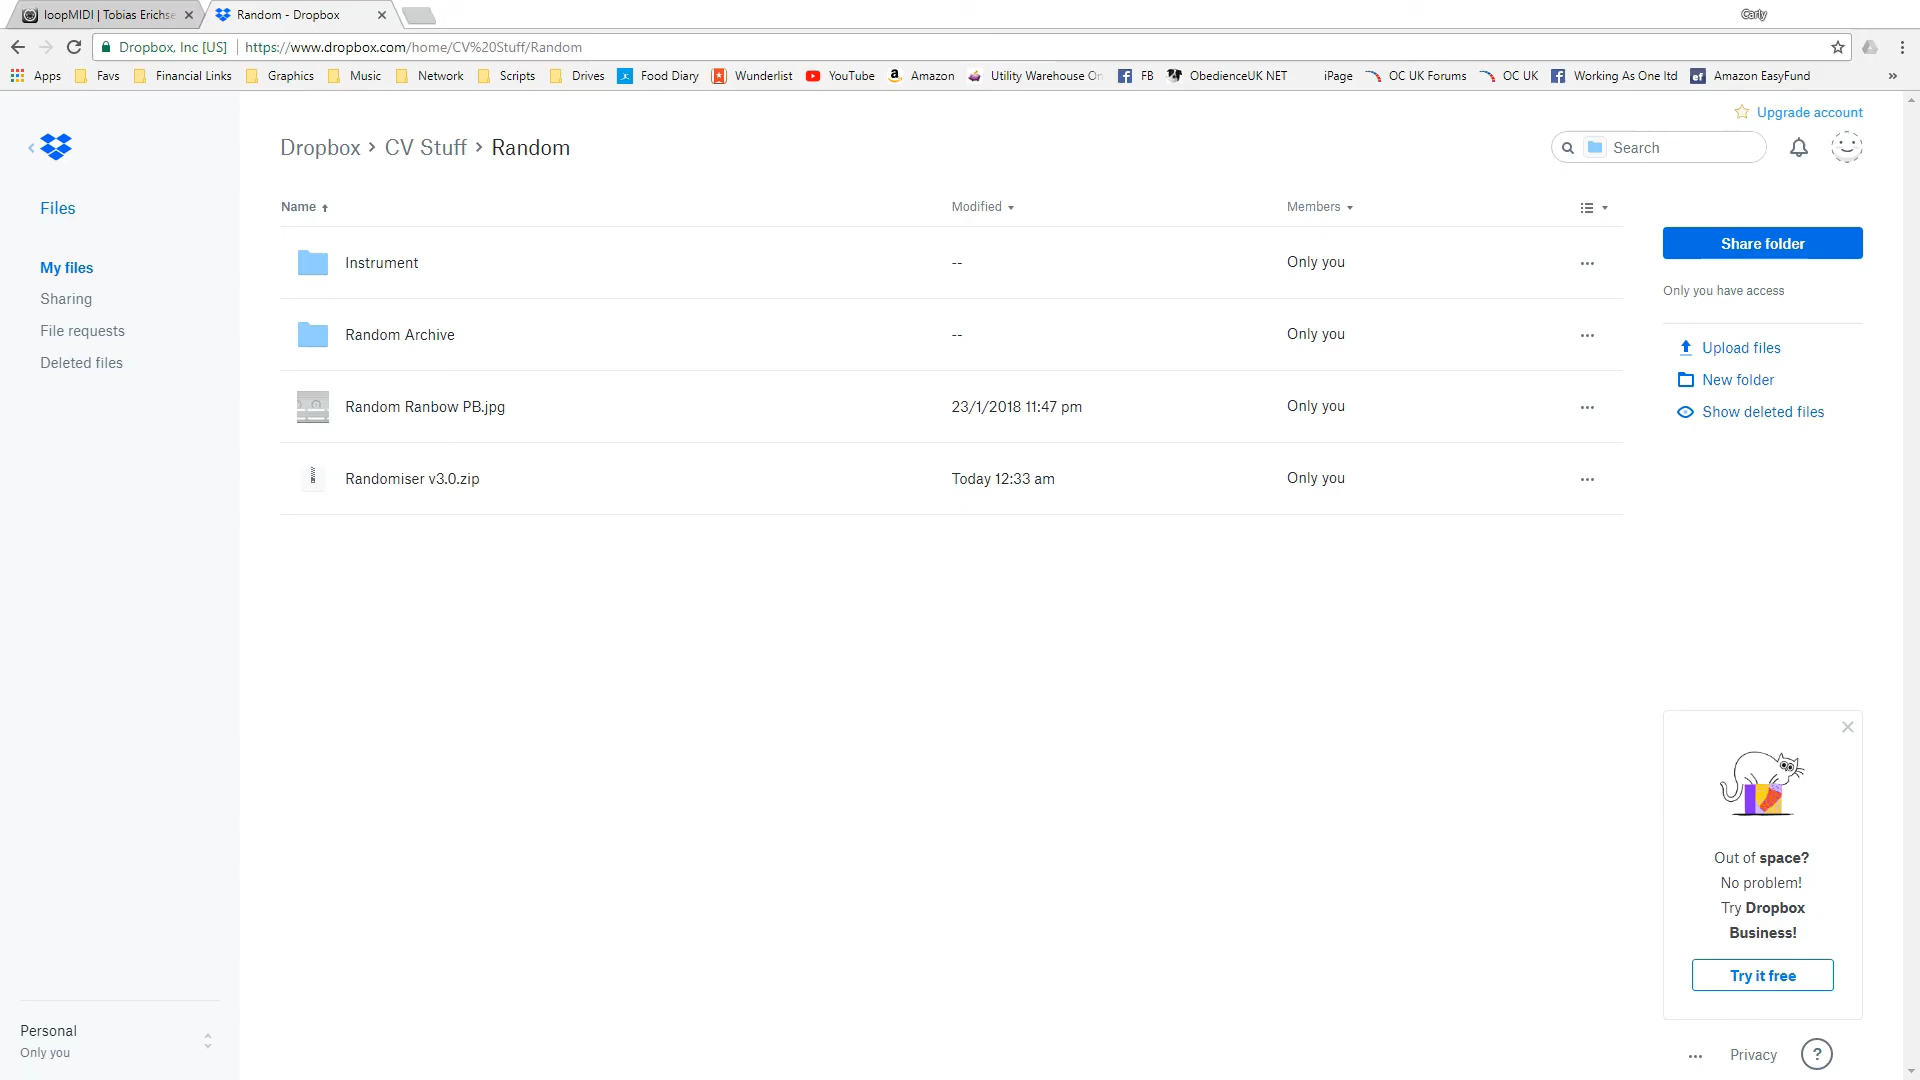 loopMIDI | Tobias Erichse
Random - Dropbox
Carly
Dropbox, Inc [US]
https://www.dropbox.com/home/CV%20Stuff/Random
Apps
Favs
Financial Links
Graphics
Music
Network
Scripts
Drives
Food Diary
Wunderlist
YouTube
Amazon
Utility Warehouse On
FB
ObedienceUK NET
iPage
OC UK Forums
OC UK
Working As One ltd
ef Amazon EasyFund
»
Upgrade account
Dropbox › CV Stuff › Random
Search
Files
My files
Sharing
File requests
Deleted files
Name
Modified
Members
Instrument
--
Only you
Random Archive
--
Only you
Random Ranbow PB.jpg
23/1/2018 11:47 pm
Only you
Randomiser v3.0.zip
Today 12:33 am
Only you
Share folder
Only you have access
Upload files
New folder
Show deleted files
Out of space?
No problem!
Try Dropbox
Business!
Try it free
Personal
Only you
Privacy
?